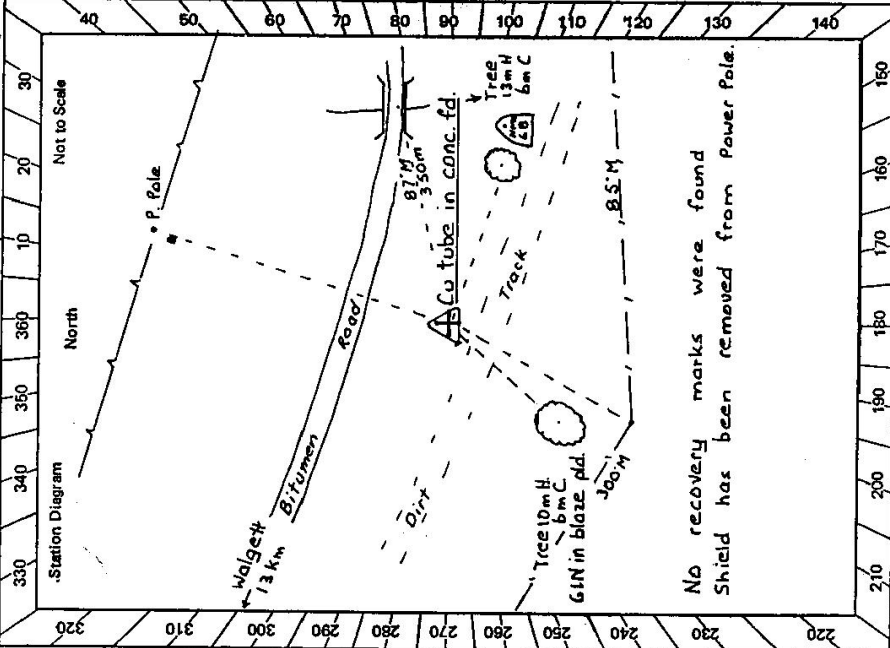 330 340 350 360 10 20 30
Station Diagram
North
Not to Scale
320
310
300
290
280
270
260
250
240
230
220
40
50
60
70
80
90
100
110
120
130
140
P. Pole
Walgett
13 km
Bitumen
Road
87°M
350m
Cu tube in conc. fd.
Tree
13m H
6m C
68
Dirt
Track
Tree 10m H.
6m C
in blaze pld.
300°M
85°M
No recovery marks were found
Shield has been removed from Power Pole.
210 200 190 180 170 160 150